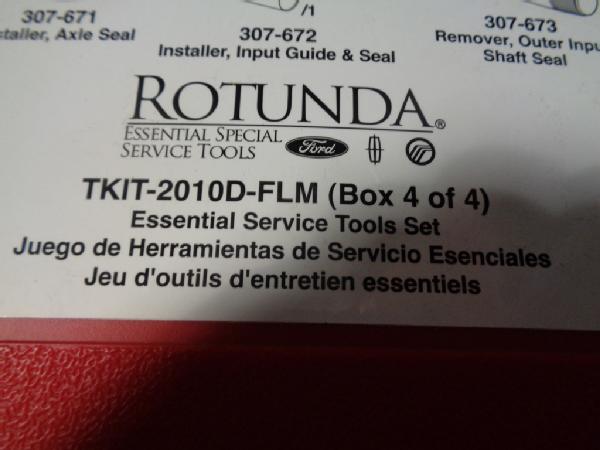 /1
307-671
Axle Seal
307-672
Installer, Input Guide & Seal
307-673
Remover, Outer
Shaft Seal
ROTUNDA®
ESSENTIAL SPECIAL
SERVICE TOOLS
Ford
TKIT-2010D-FLM (Box 4 of 4)
Essential Service Tools Set
Juego de Herramientas de Servicio Esenciales
Jeu d'outils d'entretien essentiels